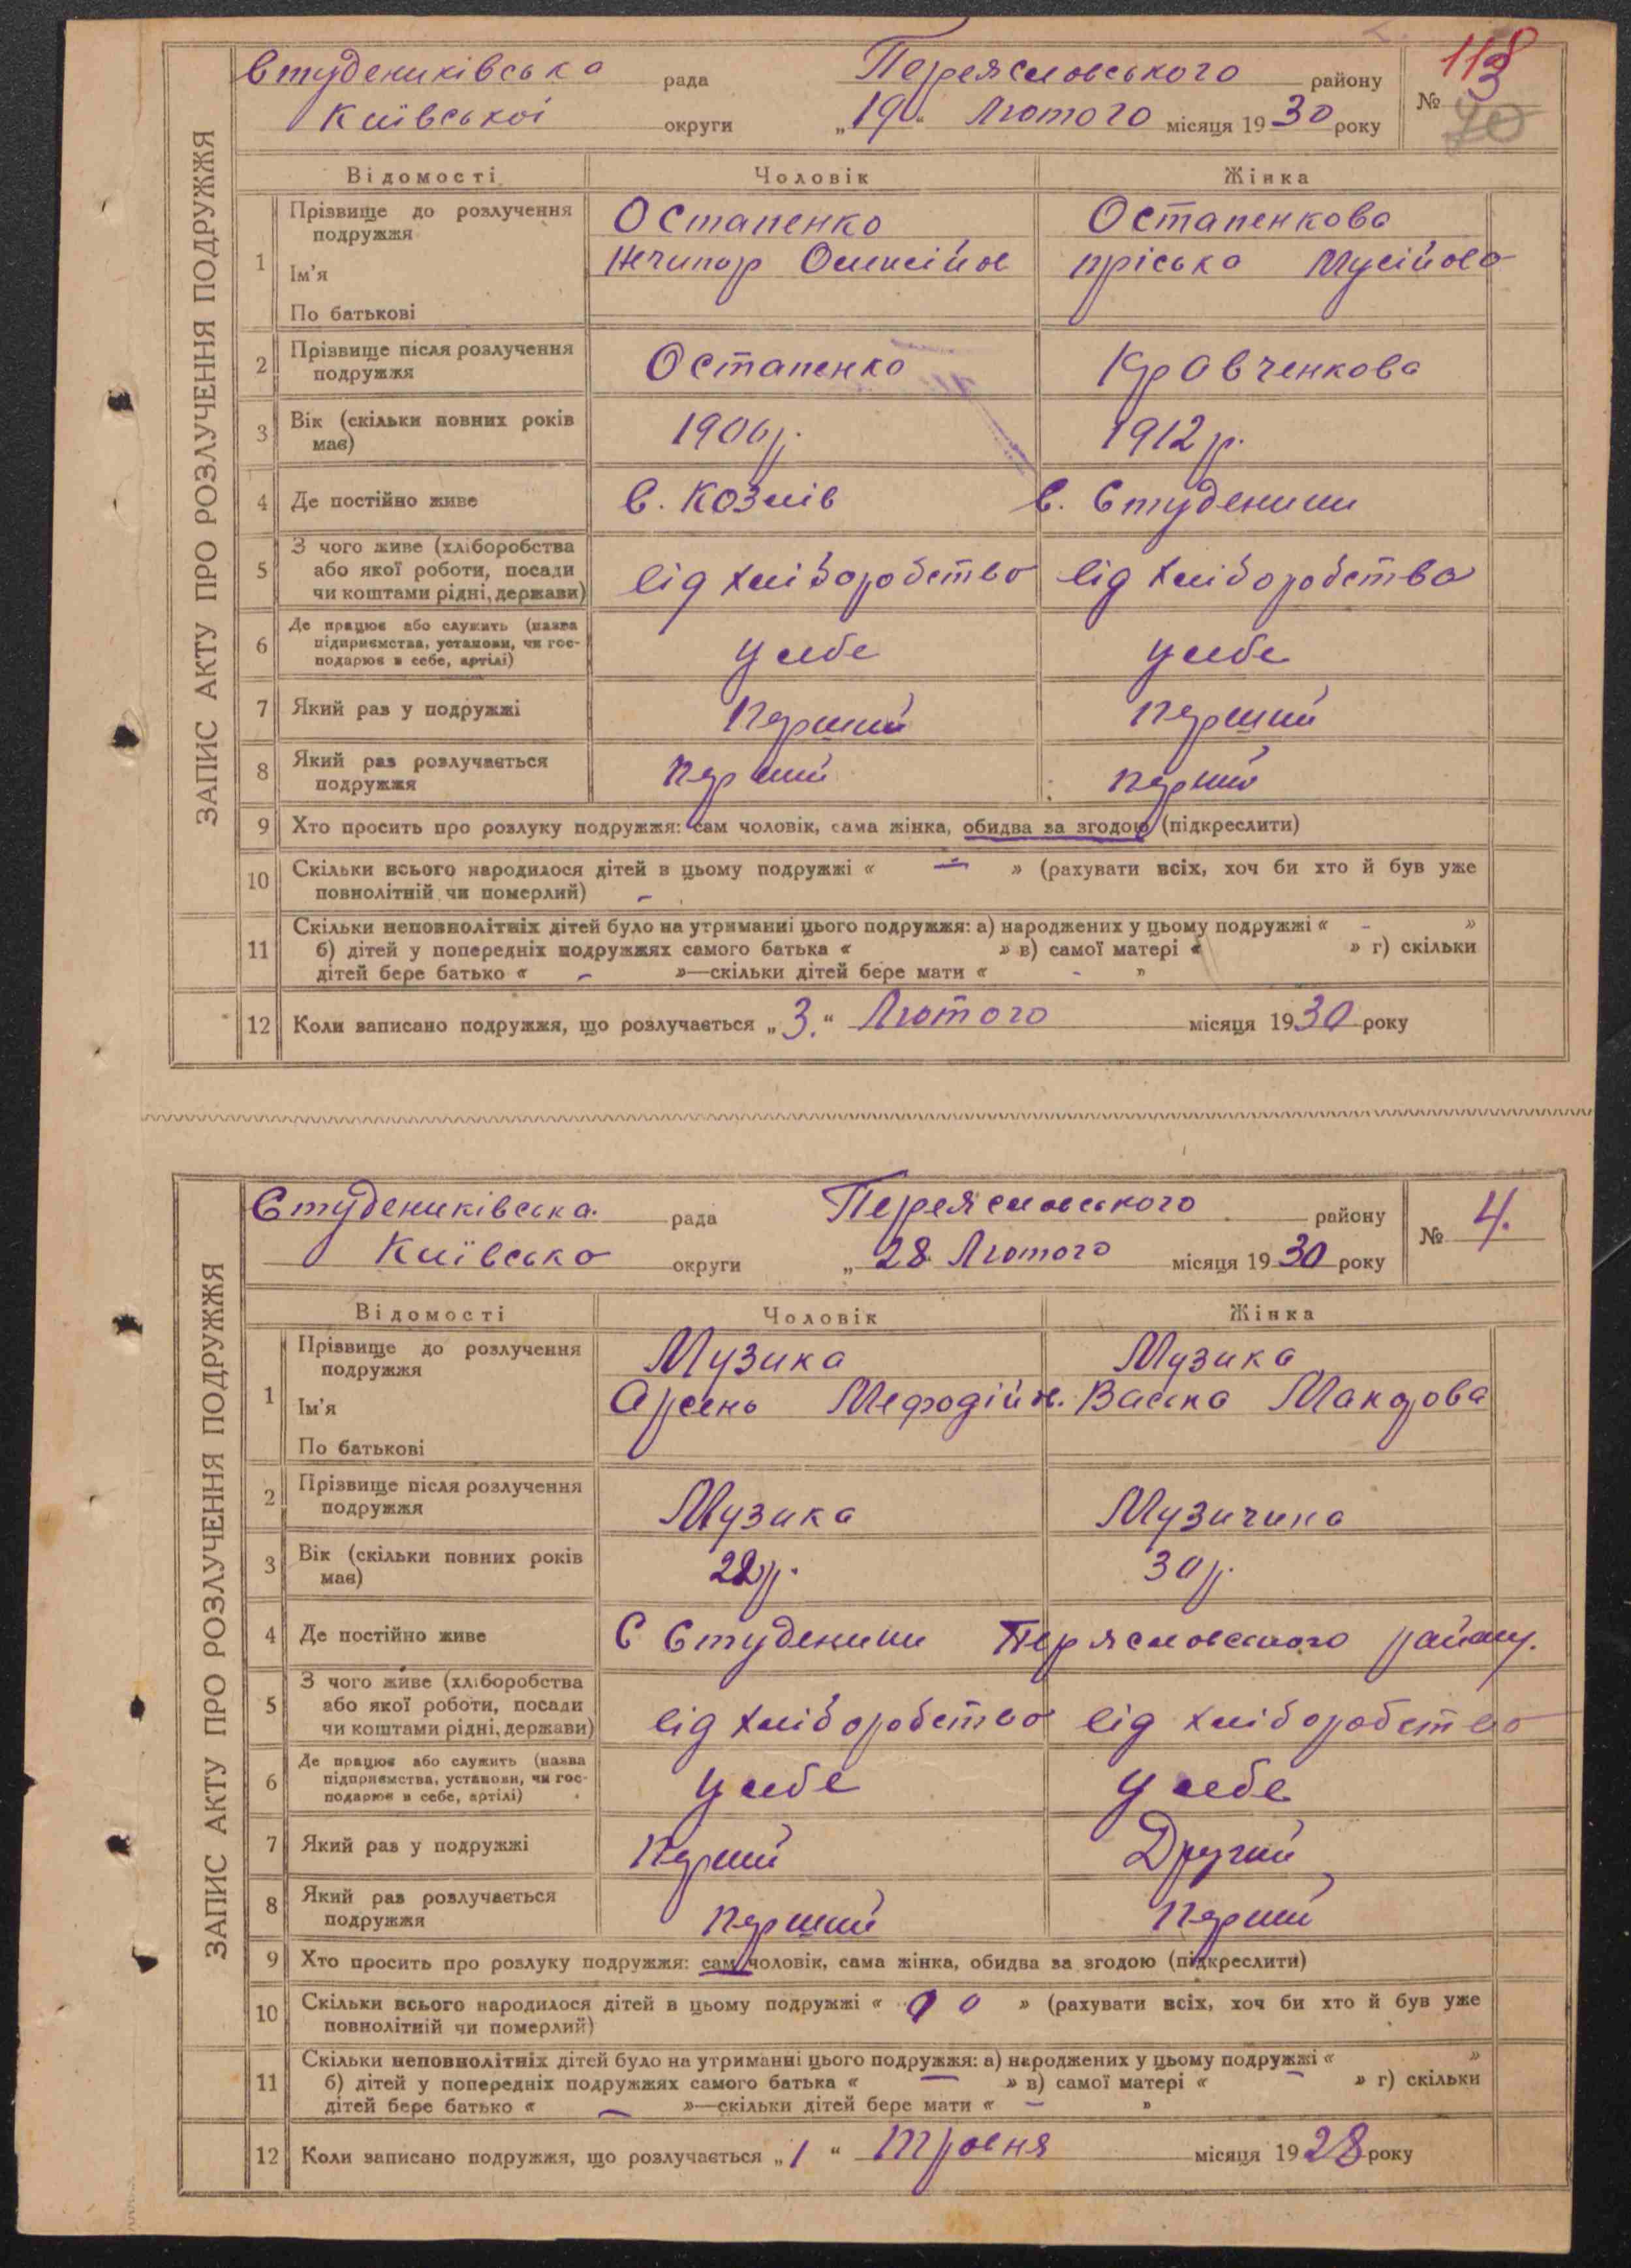 ЗАПИС АКТУ ПРО РОЗЛУЧЕННЯ ПОДРУЖЖЯ
Студениківська рада Переяславського району № 3
118
20
Київської округи „19“ Лютого місяця 1930 року
Відомості Чоловік Жінка
1 Прізвище до розлучення подружжя Остапенко Остапенкова
Ім'я Нечипор Олексійов Пріська Мусійова
По батькові
2 Прізвище після розлучення подружжя Остапенко Кравченкова
3 Вік (скільки повних років має) 1906 р. 1912 р.
4 Де постійно живе с. Козлів с. Студеники
5 З чого живе (хліборобства або якої роботи, посади чи коштами рідні, держави) від хліборобства від хліборобства
6 Де працює або служить (назва підприємства, установи, чи господарює в себе, артілі) у себе у себе
7 Який раз у подружжі перший перший
8 Який раз розлучається подружжя перший перший
9 Хто просить про розлуку подружжя: сам чоловік, сама жінка, обидва за згодою (підкреслити)
10 Скільки всього народилося дітей в цьому подружжі « — » (рахувати всіх, хоч би хто й був уже
повнолітній чи померлий) -
11 Скільки неповнолітніх дітей було на утриманні цього подружжя: а) народжених у цьому подружжі « - »
б) дітей у попередніх подружжях самого батька « » в) самої матері « » г) скільки
дітей бере батько « - »—скільки дітей бере мати « - »
12 Коли записано подружжя, що розлучається „3.“ Лютого місяця 1930 року
ЗАПИС АКТУ ПРО РОЗЛУЧЕННЯ ПОДРУЖЖЯ
Студениківська. рада Переяславського району № 4.
Київсько округи „28 Лютого місяця 1930 року
Відомості Чоловік Жінка
1 Прізвище до розлучення подружжя Музика Музика
Ім'я Арсень Мефодійв. Васка Макарова
По батькові
2 Прізвище після розлучення подружжя Музика Музичина
3 Вік (скільки повних років має) 22 р. 30 р.
4 Де постійно живе С Студеники Переяславського району.
5 З чого живе (хліборобства або якої роботи, посади чи коштами рідні, держави) від хліборобства від хліборобства
6 Де працює або служить (назва підприємства, установи, чи господарює в себе, артілі) у себе у себе
7 Який раз у подружжі перший Другий
8 Який раз розлучається подружжя перший перший
9 Хто просить про розлуку подружжя: сам чоловік, сама жінка, обидва за згодою (підкреслити)
10 Скільки всього народилося дітей в цьому подружжі « 0 0 » (рахувати всіх, хоч би хто й був уже
повнолітній чи померлий)
11 Скільки неповнолітніх дітей було на утриманні цього подружжя: а) народжених у цьому подружжі « »
б) дітей у попередніх подружжях самого батька « — » в) самої матері « - » г) скільки
дітей бере батько « — »—скільки дітей бере мати « - »
12 Коли записано подружжя, що розлучається „1“ травня місяця 1928 року